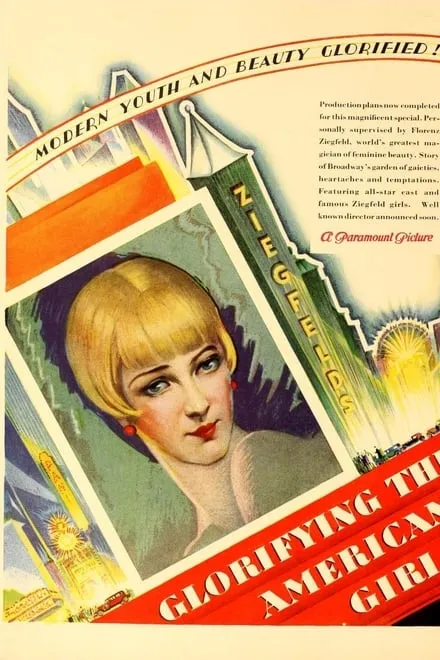 MODERN YOUTH AND BEAUTY GLORIFIED!
Production plans now completed
for this magnificent special. Per-
sonally supervised by Florenz
Ziegfeld, world's greatest ma-
gician of feminine beauty. Story
of Broadway's garden of gaieties,
heartaches and temptations.
Featuring all-star cast and
famous Ziegfeld girls. Well
known director announced soon.
A Paramount Picture
ZIEGFELD'S
GLORIFYING THE
AMERICAN
GIRL